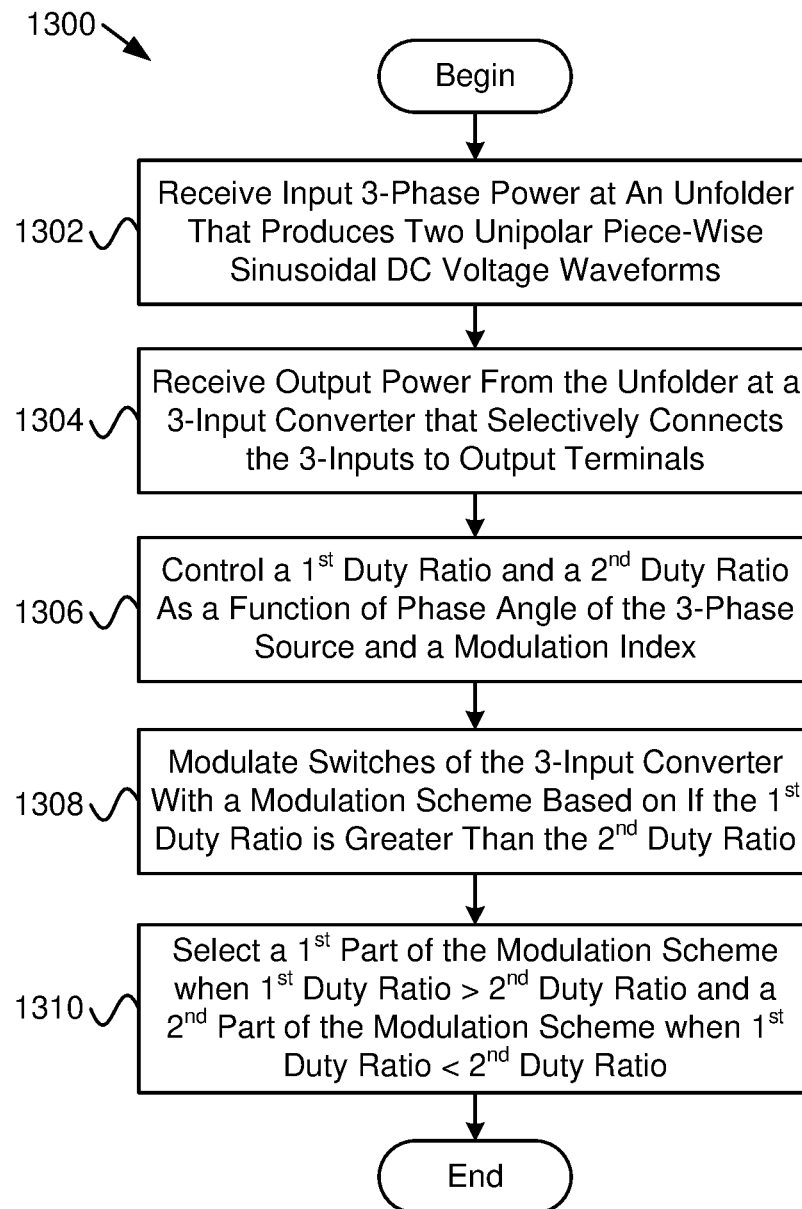 1300
Begin
1302
Receive Input 3-Phase Power at An Unfolder
That Produces Two Unipolar Piece-Wise
Sinusoidal DC Voltage Waveforms
1304
Receive Output Power From the Unfolder at a
3-Input Converter that Selectively Connects
the 3-Inputs to Output Terminals
1306
Control a 1st Duty Ratio and a 2nd Duty Ratio
As a Function of Phase Angle of the 3-Phase
Source and a Modulation Index
1308
Modulate Switches of the 3-Input Converter
With a Modulation Scheme Based on If the 1st
Duty Ratio is Greater Than the 2nd Duty Ratio
1310
Select a 1st Part of the Modulation Scheme
when 1st Duty Ratio > 2nd Duty Ratio and a
2nd Part of the Modulation Scheme when 1st
Duty Ratio < 2nd Duty Ratio
End